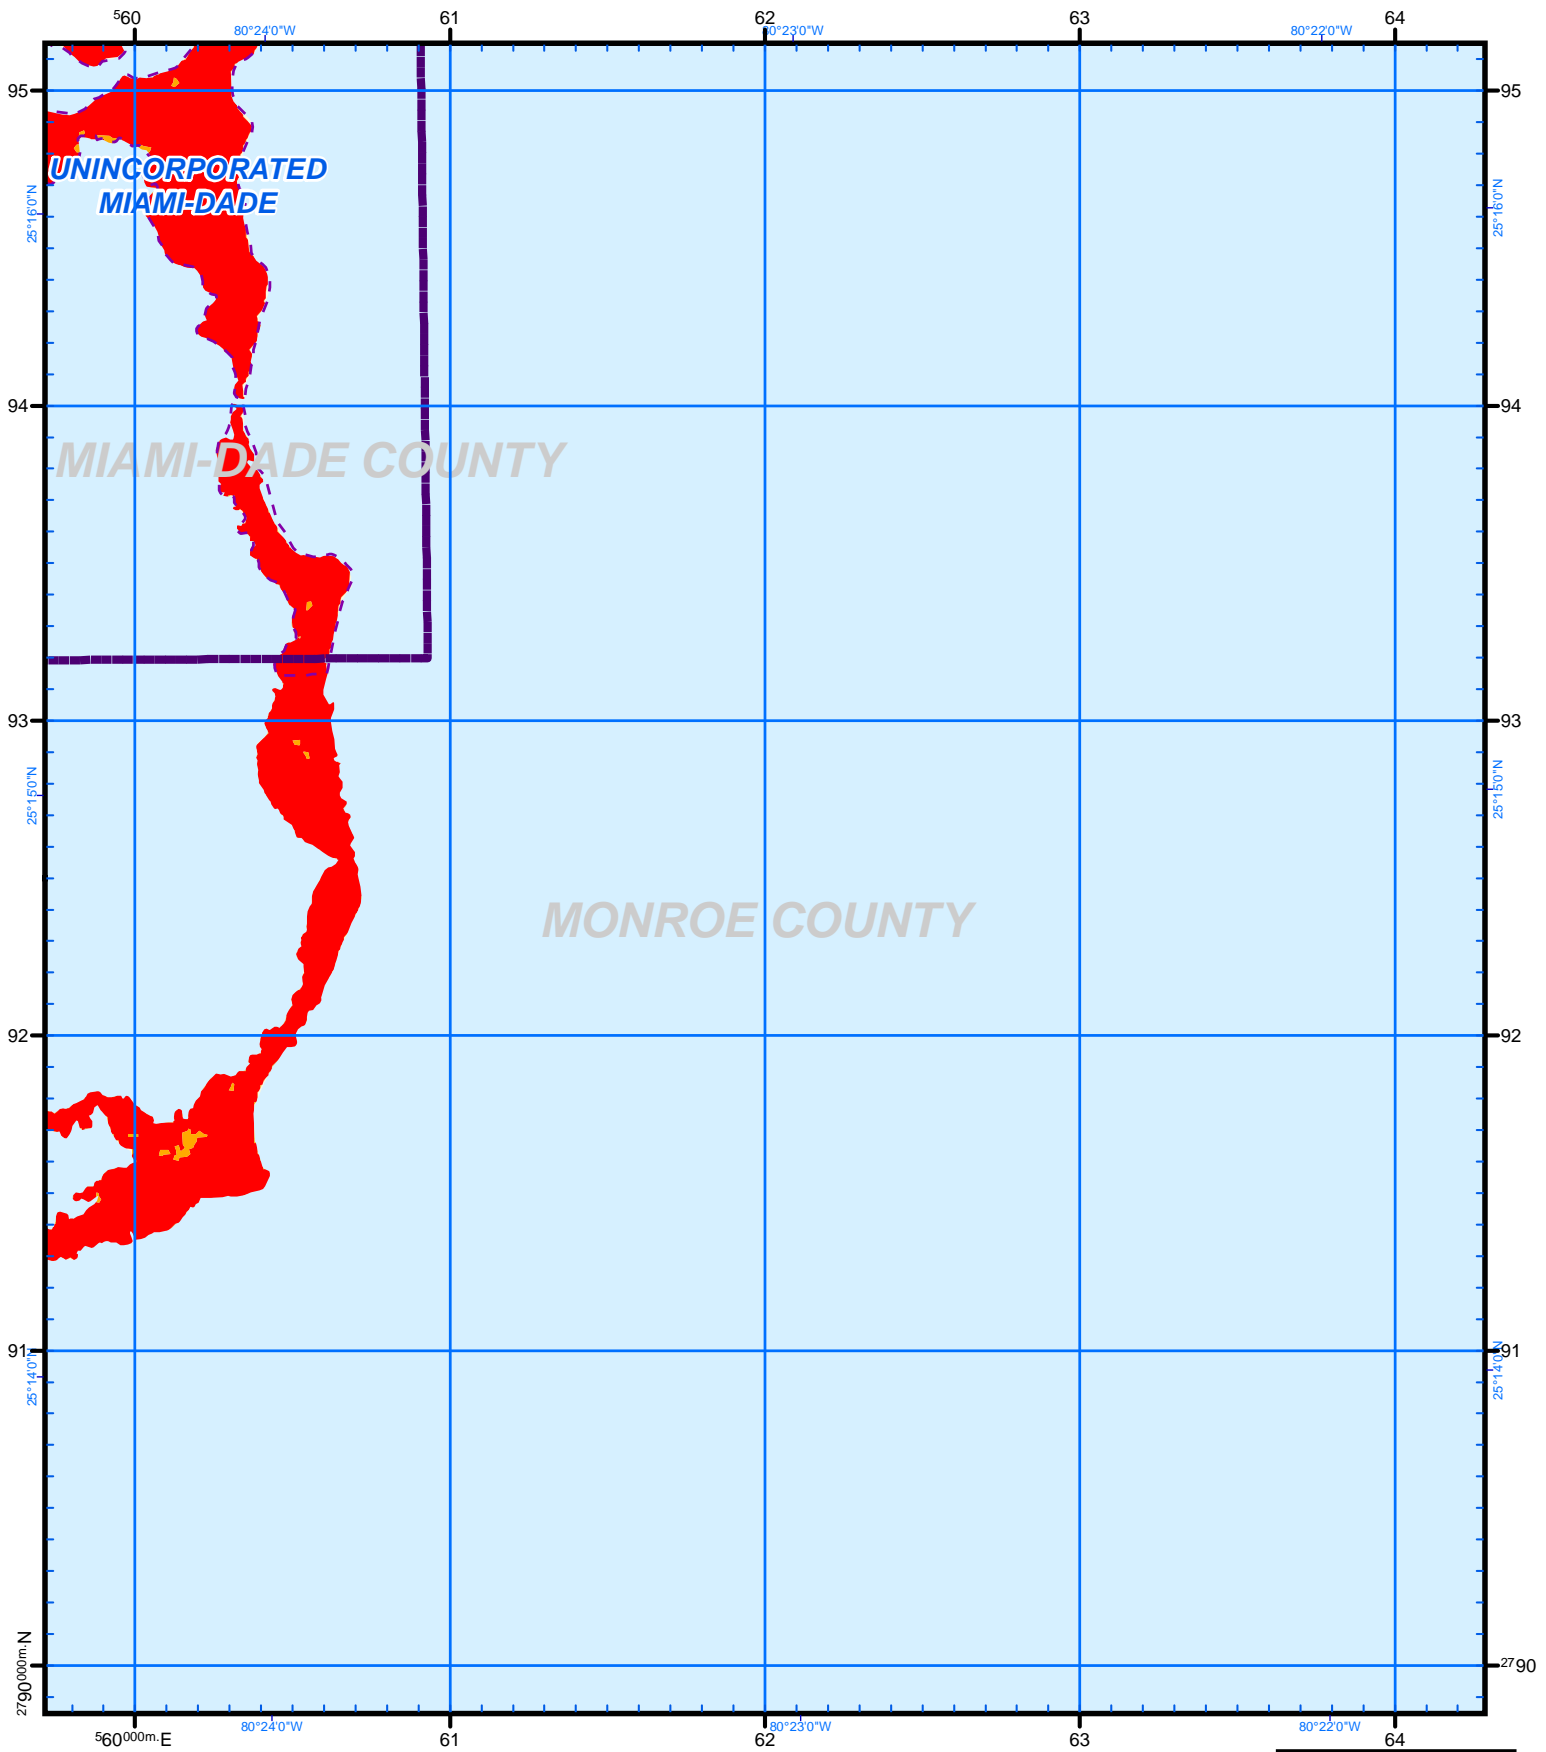 ⁵60 61 62 63 64
80°24'0"W 80°23'0"W 80°22'0"W
95 95
UNINCORPORATED
MIAMI-DADE
25°16'0"N 25°16'0"N
94 94
MIAMI-DADE COUNTY
93 93
25°15'0"N 25°15'0"N
MONROE COUNTY
92 92
91 91
25°14'0"N 25°14'0"N
²⁷90⁰⁰⁰ᵐ·N ²⁷90
80°24'0"W 80°23'0"W 80°22'0"W
⁵60⁰⁰⁰ᵐ·E 61 62 63 64